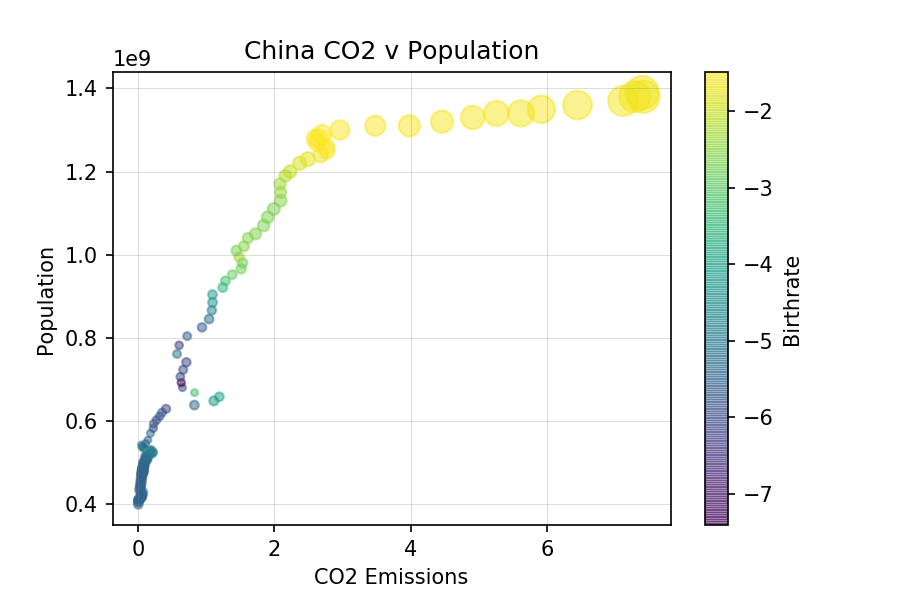 China CO2 v Population
1e9
1.4
1.2
1.0
0.8
0.6
0.4
Population
0 2 4 6
CO2 Emissions
−2
−3
−4
−5
−6
−7
Birthrate